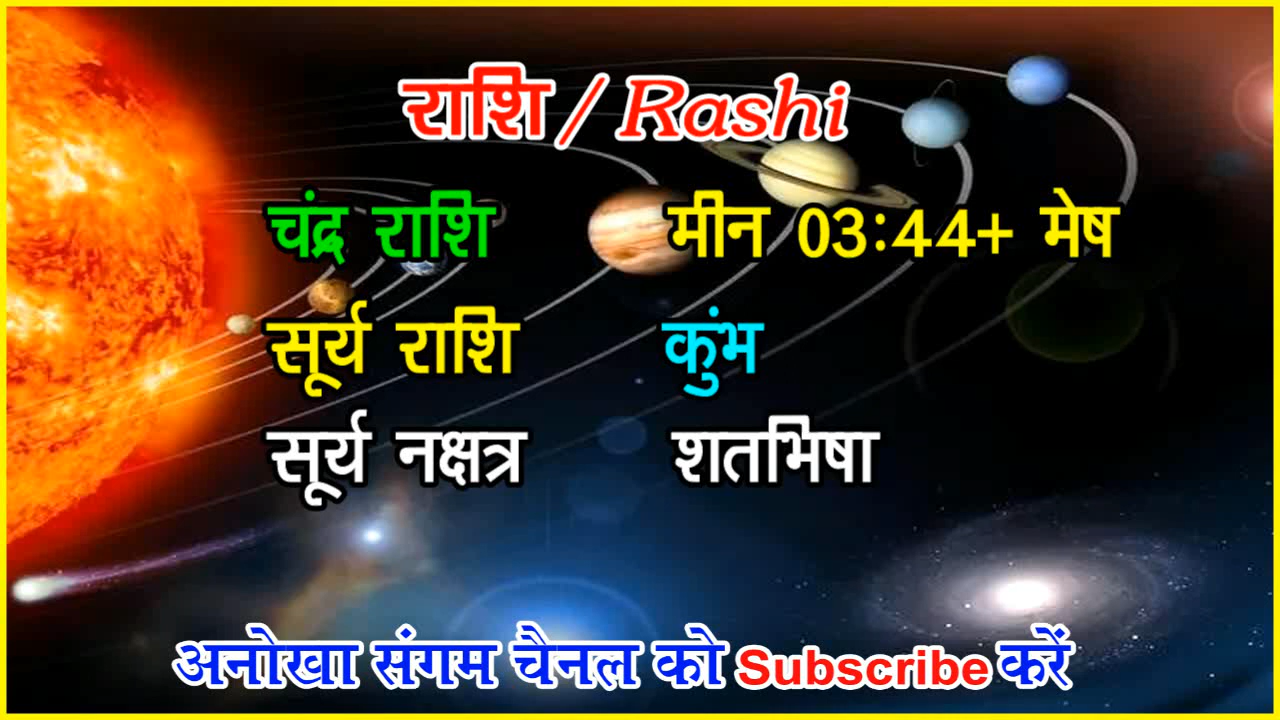 राशि / Rashi
चंद्र राशि मीन 03:44+ मेष
सूर्य राशि कुंभ
सूर्य नक्षत्र शतभिषा
अनोखा संगम चैनल को Subscribe करें